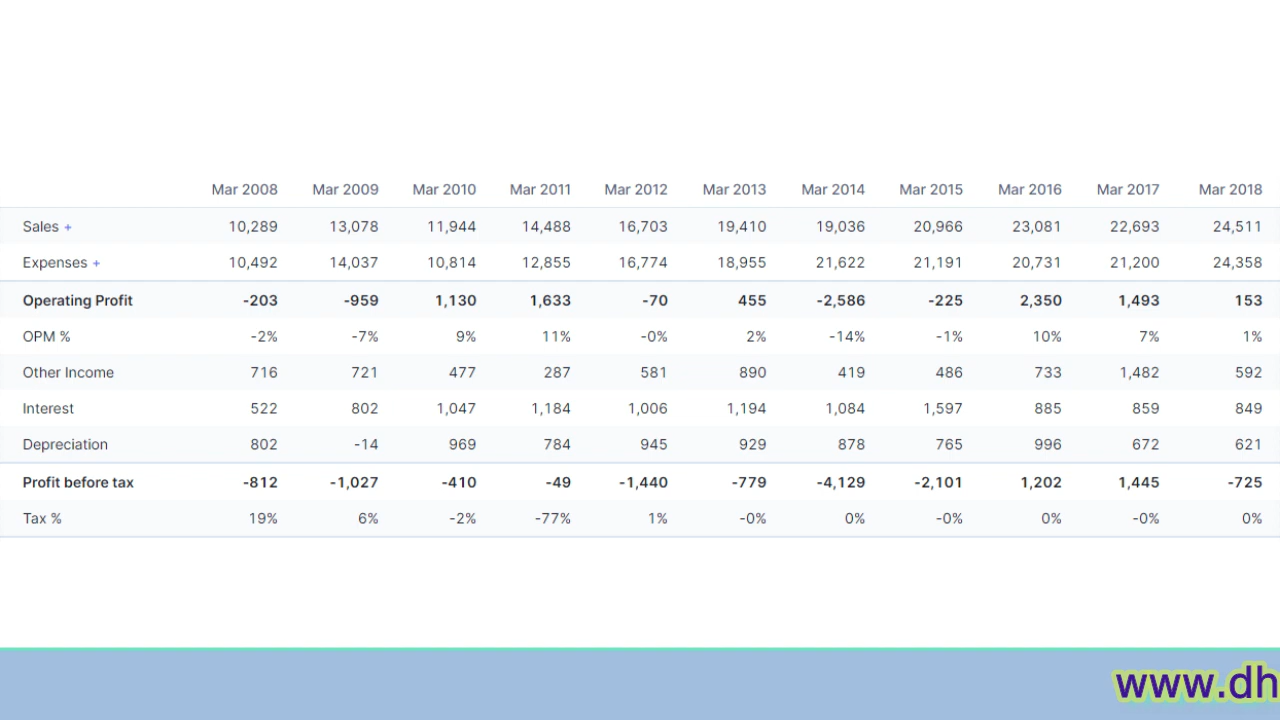 Mar 2008 Mar 2009 Mar 2010 Mar 2011 Mar 2012 Mar 2013 Mar 2014 Mar 2015 Mar 2016 Mar 2017 Mar 2018
Sales + 10,289 13,078 11,944 14,488 16,703 19,410 19,036 20,966 23,081 22,693 24,511
Expenses + 10,492 14,037 10,814 12,855 16,774 18,955 21,622 21,191 20,731 21,200 24,358
Operating Profit -203 -959 1,130 1,633 -70 455 -2,586 -225 2,350 1,493 153
OPM % -2% -7% 9% 11% -0% 2% -14% -1% 10% 7% 1%
Other Income 716 721 477 287 581 890 419 486 733 1,482 592
Interest 522 802 1,047 1,184 1,006 1,194 1,084 1,597 885 859 849
Depreciation 802 -14 969 784 945 929 878 765 996 672 621
Profit before tax -812 -1,027 -410 -49 -1,440 -779 -4,129 -2,101 1,202 1,445 -725
Tax % 19% 6% -2% -77% 1% -0% 0% -0% 0% -0% 0%
www.dh